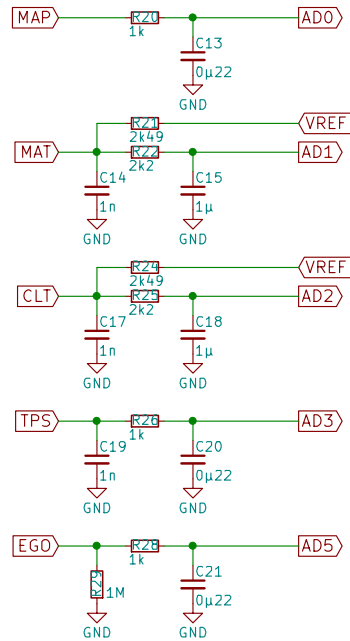 MAP R20 AD0
1k
C13
0µ22
GND
R21 VREF
2k49
MAT R22 AD1
2k2
C14 C15
1n 1µ
GND GND
R24 VREF
2k49
CLT R25 AD2
2k2
C17 C18
1n 1µ
GND GND
TPS R26 AD3
1k
C19 C20
1n 0µ22
GND GND
EGO R28 AD5
1k
R29 C21
1M 0µ22
GND GND